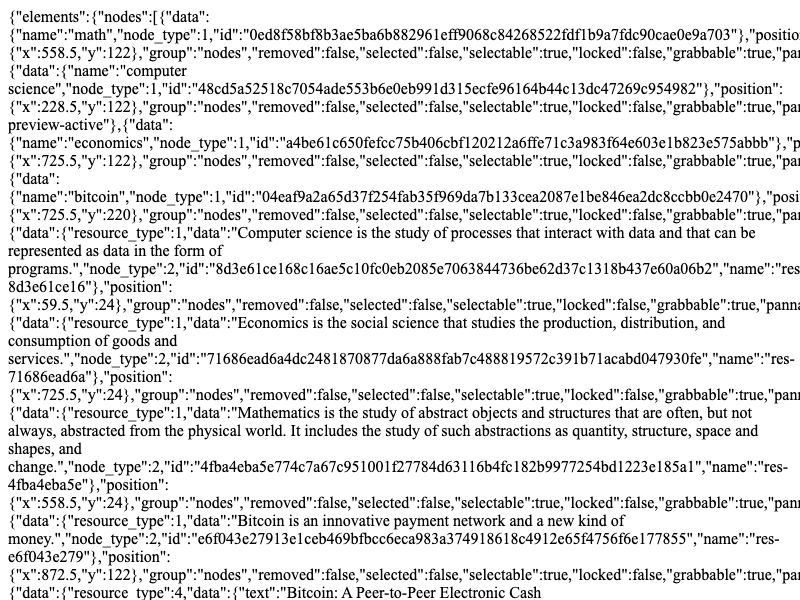 {"elements":{"nodes":[{"data":
{"name":"math","node_type":1,"id":"0ed8f58bf8b3ae5ba6b882961eff9068c84268522fdf1b9a7fdc90cae0e9a703"},"positio
{"x":558.5,"y":122},"group":"nodes","removed":false,"selected":false,"selectable":true,"locked":false,"grabbable":true,"pan
{"data":{"name":"computer
science","node_type":1,"id":"48cd5a52518c7054ade553b6e0eb991d315ecfe96164b44c13dc47269c954982"},"position":
{"x":228.5,"y":122},"group":"nodes","removed":false,"selected":false,"selectable":true,"locked":false,"grabbable":true,"pan
preview-active"},{"data":
{"name":"economics","node_type":1,"id":"a4be61c650fefcc75b406cbf120212a6ffe71c3a983f64e603e1b823e575abbb"},"p
{"x":725.5,"y":122},"group":"nodes","removed":false,"selected":false,"selectable":true,"locked":false,"grabbable":true,"pan
{"data":
{"name":"bitcoin","node_type":1,"id":"04eaf9a2a65d37f254fab35f969da7b133cea2087e1be846ea2dc8ccbb0e2470"},"posi
{"x":725.5,"y":220},"group":"nodes","removed":false,"selected":false,"selectable":true,"locked":false,"grabbable":true,"pan
{"data":{"resource_type":1,"data":"Computer science is the study of processes that interact with data and that can be
represented as data in the form of
programs.","node_type":2,"id":"8d3e61ce168c16ae5c10fc0eb2085e7063844736be62d37c1318b437e60a06b2","name":"res
8d3e61ce16"},"position":
{"x":59.5,"y":24},"group":"nodes","removed":false,"selected":false,"selectable":true,"locked":false,"grabbable":true,"panna
{"data":{"resource_type":1,"data":"Economics is the social science that studies the production, distribution, and
consumption of goods and
services.","node_type":2,"id":"71686ead6a4dc2481870877da6a888fab7c488819572c391b71acabd047930fe","name":"res-
71686ead6a"},"position":
{"x":725.5,"y":24},"group":"nodes","removed":false,"selected":false,"selectable":true,"locked":false,"grabbable":true,"pann
{"data":{"resource_type":1,"data":"Mathematics is the study of abstract objects and structures that are often, but not
always, abstracted from the physical world. It includes the study of such abstractions as quantity, structure, space and
shapes, and
change.","node_type":2,"id":"4fba4eba5e774c7a67c951001f27784d63116b4fc182b9977254bd1223e185a1","name":"res-
4fba4eba5e"},"position":
{"x":558.5,"y":24},"group":"nodes","removed":false,"selected":false,"selectable":true,"locked":false,"grabbable":true,"pann
{"data":{"resource_type":1,"data":"Bitcoin is an innovative payment network and a new kind of
money.","node_type":2,"id":"e6f043e27913e1ceb469bfbcc6eca983a374918618c4912e65f4756f6e177855","name":"res-
e6f043e279"},"position":
{"x":872.5,"y":122},"group":"nodes","removed":false,"selected":false,"selectable":true,"locked":false,"grabbable":true,"pan
{"data":{"resource_type":4,"data":{"text":"Bitcoin: A Peer-to-Peer Electronic Cash